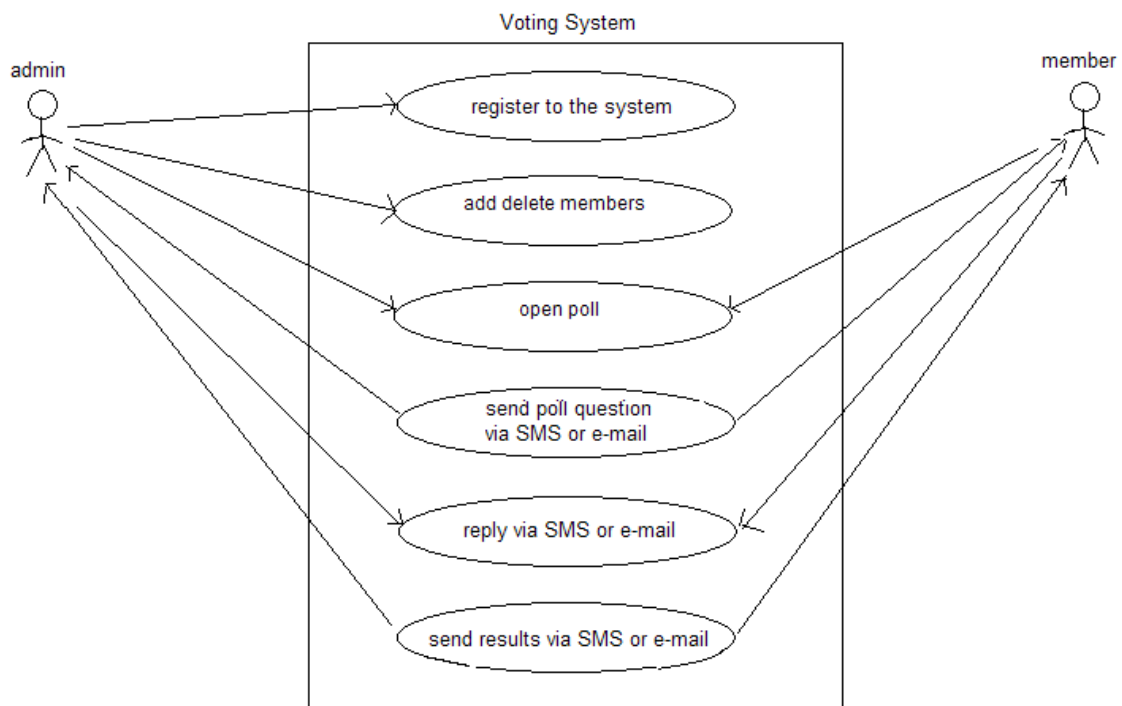 Voting System
admin
member
register to the system
add delete members
open poll
send poll question
via SMS or e-mail
reply via SMS or e-mail
send results via SMS or e-mail